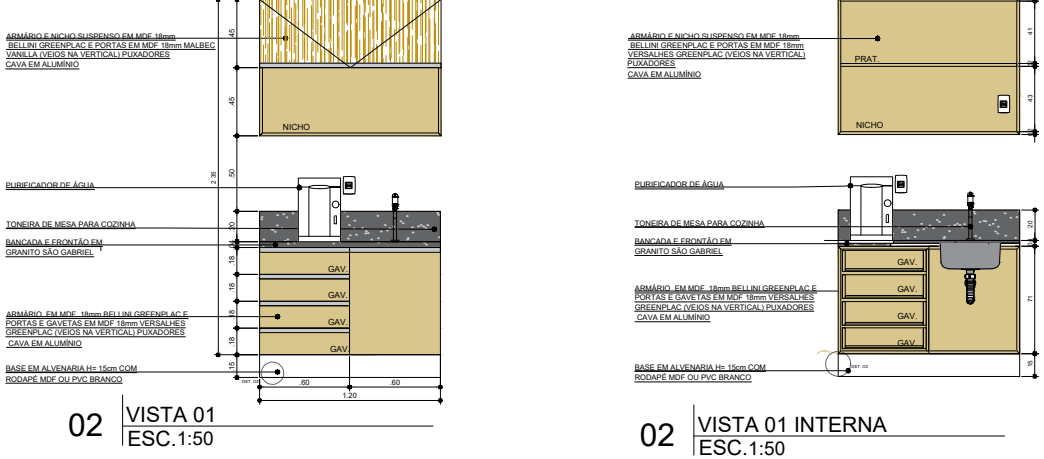 ARMÁRIO E NICHO SUSPENSO EM MDF 18mm
BELLINI GREENPLAC E PORTAS EM MDF 18mm MALBEC
VANILLA (VEIOS NA VERTICAL) PUXADORES
CAVA EM ALUMÍNIO
NICHO
PURIFICADOR DE ÁGUA
TONEIRA DE MESA PARA COZINHA
BANCADA E FRONTÃO EM
GRANITO SÃO GABRIEL
GAV.
GAV.
GAV.
GAV.
ARMÁRIO EM MDF 18mm BELLINI GREENPLAC E
PORTAS E GAVETAS EM MDF 18mm VERSALHES
GREENPLAC (VEIOS NA VERTICAL) PUXADORES
CAVA EM ALUMÍNIO
BASE EM ALVENARIA H= 15cm COM
RODAPÉ MDF OU PVC BRANCO
.45
.45
.50
2.35
.20
.18
.18
.18
.18
.15
.60
.60
1.20
02
VISTA 01
ESC.1:50
ARMÁRIO E NICHO SUSPENSO EM MDF 18mm
BELLINI GREENPLAC E PORTAS EM MDF 18mm
VERSALHES GREENPLAC (VEIOS NA VERTICAL)
PUXADORES
CAVA EM ALUMÍNIO
PRAT.
NICHO
PURIFICADOR DE ÁGUA
TONEIRA DE MESA PARA COZINHA
BANCADA E FRONTÃO EM
GRANITO SÃO GABRIEL
GAV.
GAV.
GAV.
GAV.
ARMÁRIO EM MDF 18mm BELLINI GREENPLAC E
PORTAS E GAVETAS EM MDF 18mm VERSALHES
GREENPLAC (VEIOS NA VERTICAL) PUXADORES
CAVA EM ALUMÍNIO
BASE EM ALVENARIA H= 15cm COM
RODAPÉ MDF OU PVC BRANCO
DET. 02
41
43
20
71
15
02
VISTA 01 INTERNA
ESC.1:50